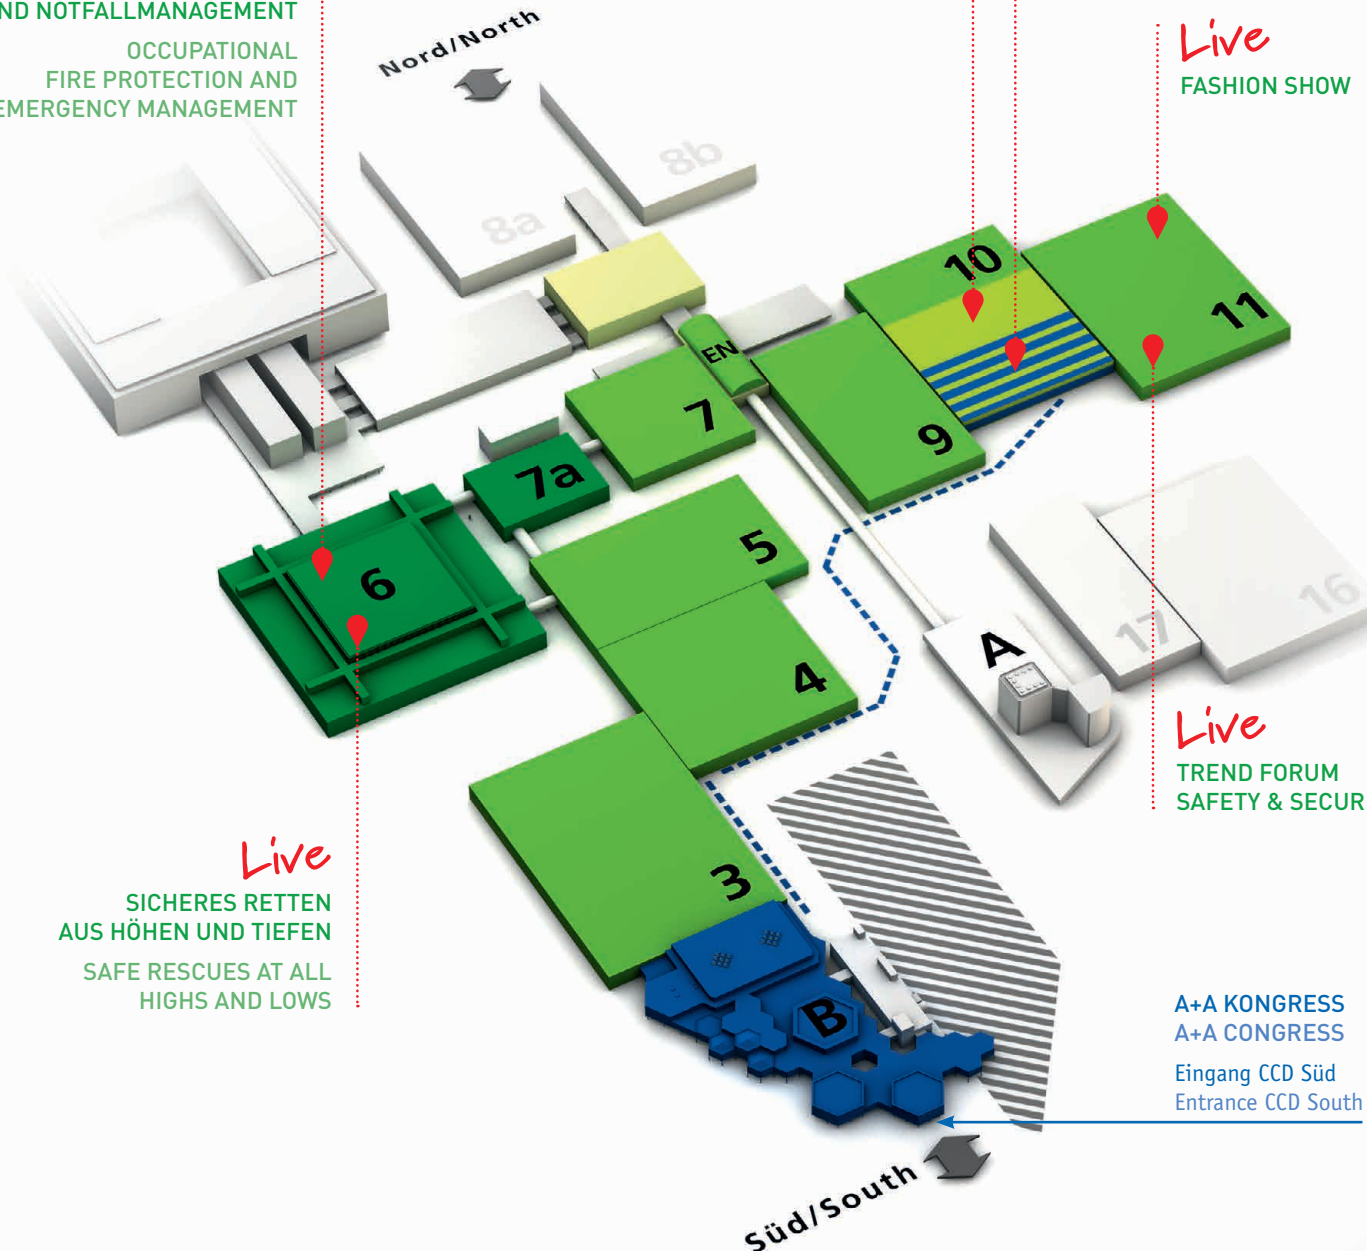 NOTFALLMANAGEMENT
OCCUPATIONAL
FIRE PROTECTION AND
EMERGENCY MANAGEMENT
Nord/North
Live
FASHION SHOW
8b
8a
10
11
EN
7
9
7a
5
6
4
A
17
16
3
Live
TREND FORUM
SAFETY & SECUR
Live
SICHERES RETTEN
AUS HÖHEN UND TIEFEN
SAFE RESCUES AT ALL
HIGHS AND LOWS
B
A+A KONGRESS
A+A CONGRESS
Eingang CCD Süd
Entrance CCD South
Süd/South